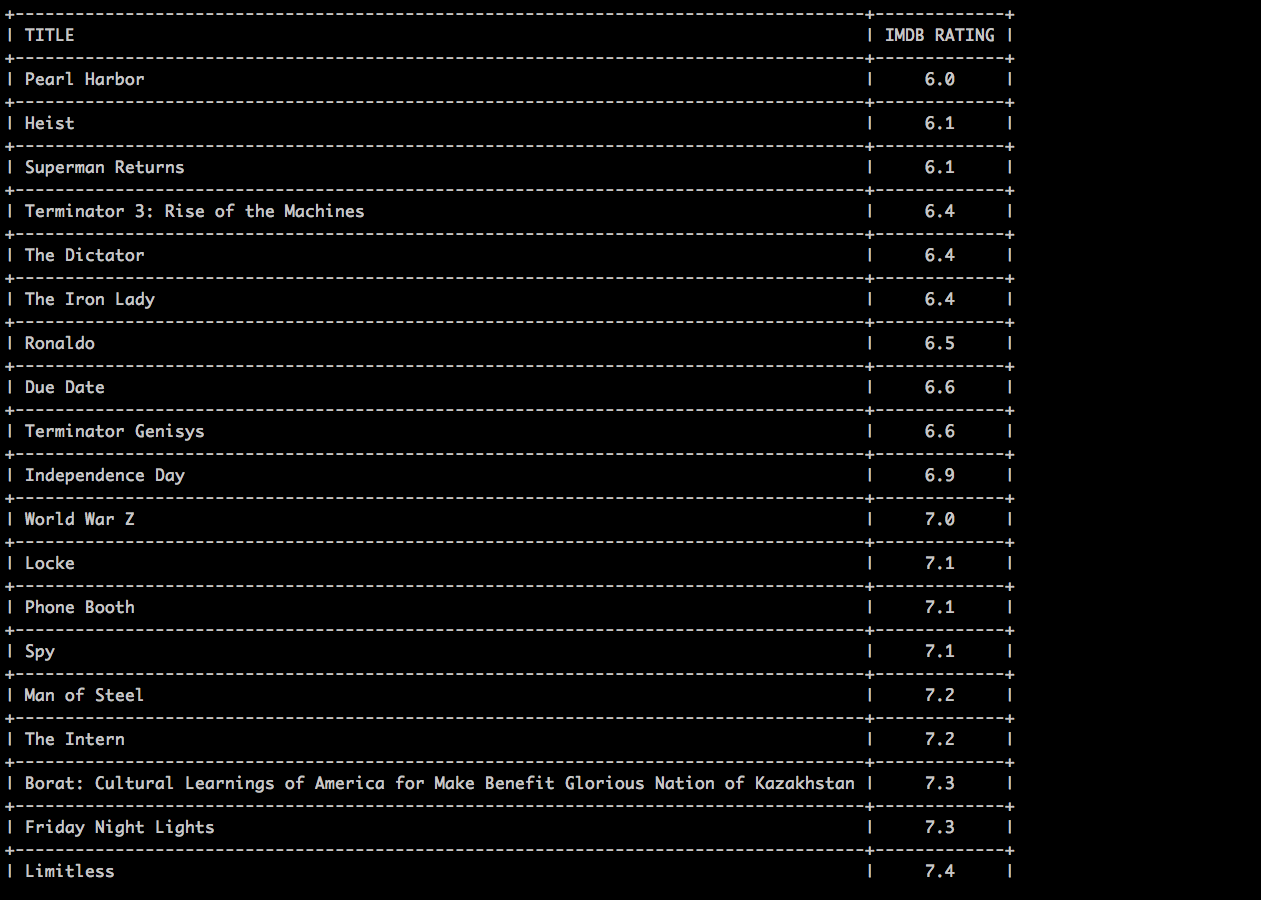 TITLE | IMDB RATING
Pearl Harbor | 6.0
Heist | 6.1
Superman Returns | 6.1
Terminator 3: Rise of the Machines | 6.4
The Dictator | 6.4
The Iron Lady | 6.4
Ronaldo | 6.5
Due Date | 6.6
Terminator Genisys | 6.6
Independence Day | 6.9
World War Z | 7.0
Locke | 7.1
Phone Booth | 7.1
Spy | 7.1
Man of Steel | 7.2
The Intern | 7.2
Borat: Cultural Learnings of America for Make Benefit Glorious Nation of Kazakhstan | 7.3
Friday Night Lights | 7.3
Limitless | 7.4